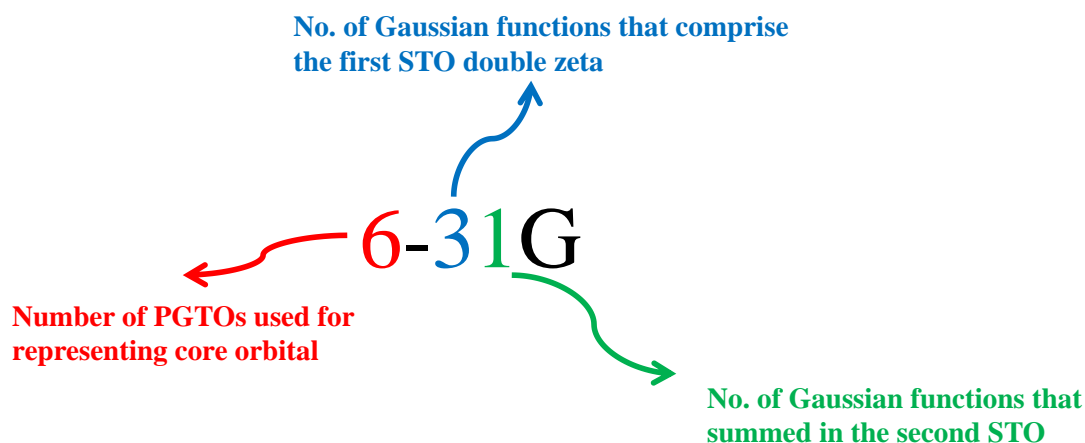 No. of Gaussian functions that comprise
the first STO double zeta
6-31G
Number of PGTOs used for
representing core orbital
No. of Gaussian functions that
summed in the second STO